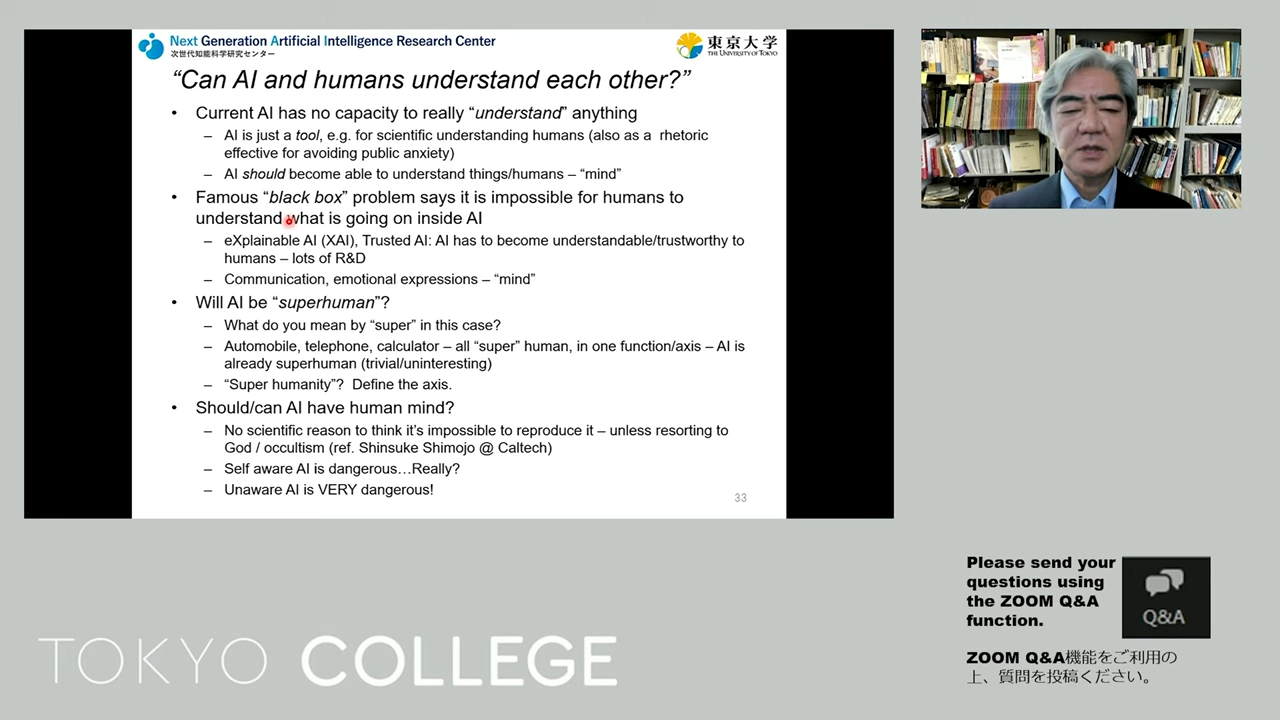 Next Generation Artificial Intelligence Research Center
次世代知能科学研究センター
東京大学
THE UNIVERSITY OF TOKYO
“Can AI and humans understand each other?”
• Current AI has no capacity to really “understand” anything
– AI is just a tool, e.g. for scientific understanding humans (also as a rhetoric
effective for avoiding public anxiety)
– AI should become able to understand things/humans – “mind”
• Famous “black box” problem says it is impossible for humans to
understand what is going on inside AI
– eXplainable AI (XAI), Trusted AI: AI has to become understandable/trustworthy to
humans – lots of R&D
– Communication, emotional expressions – “mind”
• Will AI be “superhuman”?
– What do you mean by “super” in this case?
– Automobile, telephone, calculator – all “super” human, in one function/axis – AI is
already superhuman (trivial/uninteresting)
– “Super humanity”? Define the axis.
• Should/can AI have human mind?
– No scientific reason to think it’s impossible to reproduce it – unless resorting to
God / occultism (ref. Shinsuke Shimojo @ Caltech)
– Self aware AI is dangerous…Really?
– Unaware AI is VERY dangerous!
33
Please send your
questions using
the ZOOM Q&A
function.
Q&A
ZOOM Q&A機能をご利用の
上、質問を投稿ください。
TOKYO COLLEGE